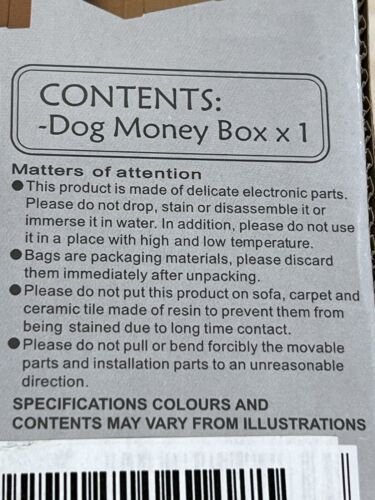 CONTENTS:
-Dog Money Box x 1
Matters of attention
●This product is made of delicate electronic parts.
Please do not drop, stain or disassemble it or
immerse it in water. In addition, please do not use
it in a place with high and low temperature.
●Bags are packaging materials, please discard
them immediately after unpacking.
●Please do not put this product on sofa, carpet and
ceramic tile made of resin to prevent them from
being stained due to long time contact.
●Please do not pull or bend forcibly the movable
parts and installation parts to an unreasonable
direction.
SPECIFICATIONS COLOURS AND
CONTENTS MAY VARY FROM ILLUSTRATIONS